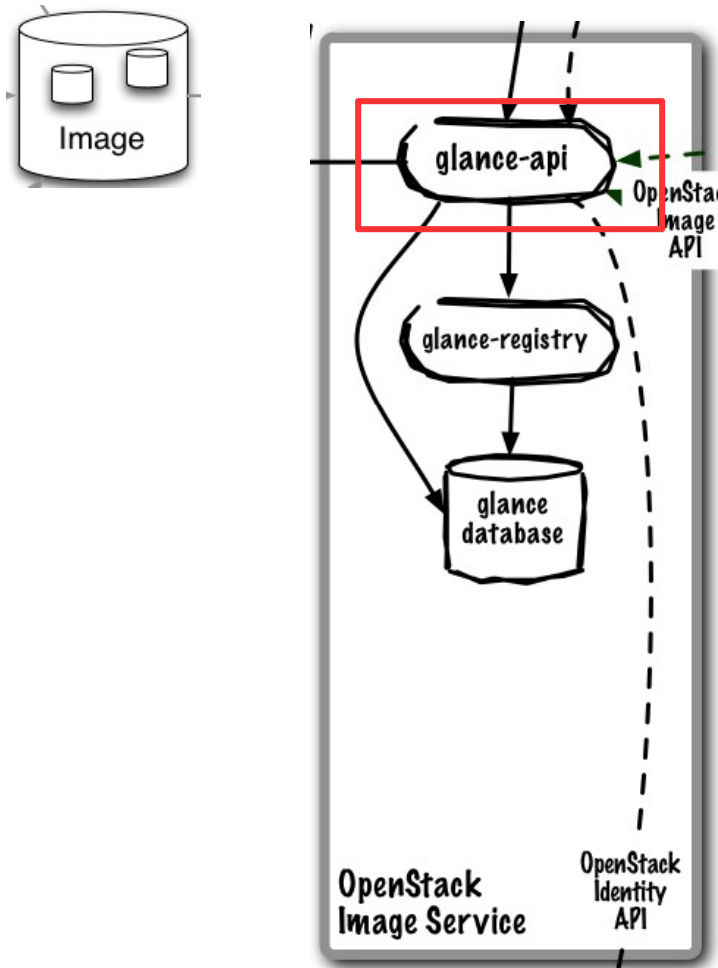 Image
glance-api
OpenStac
Image
API
glance-registry
glance
database
OpenStack
Image Service
OpenStack
Identity
API